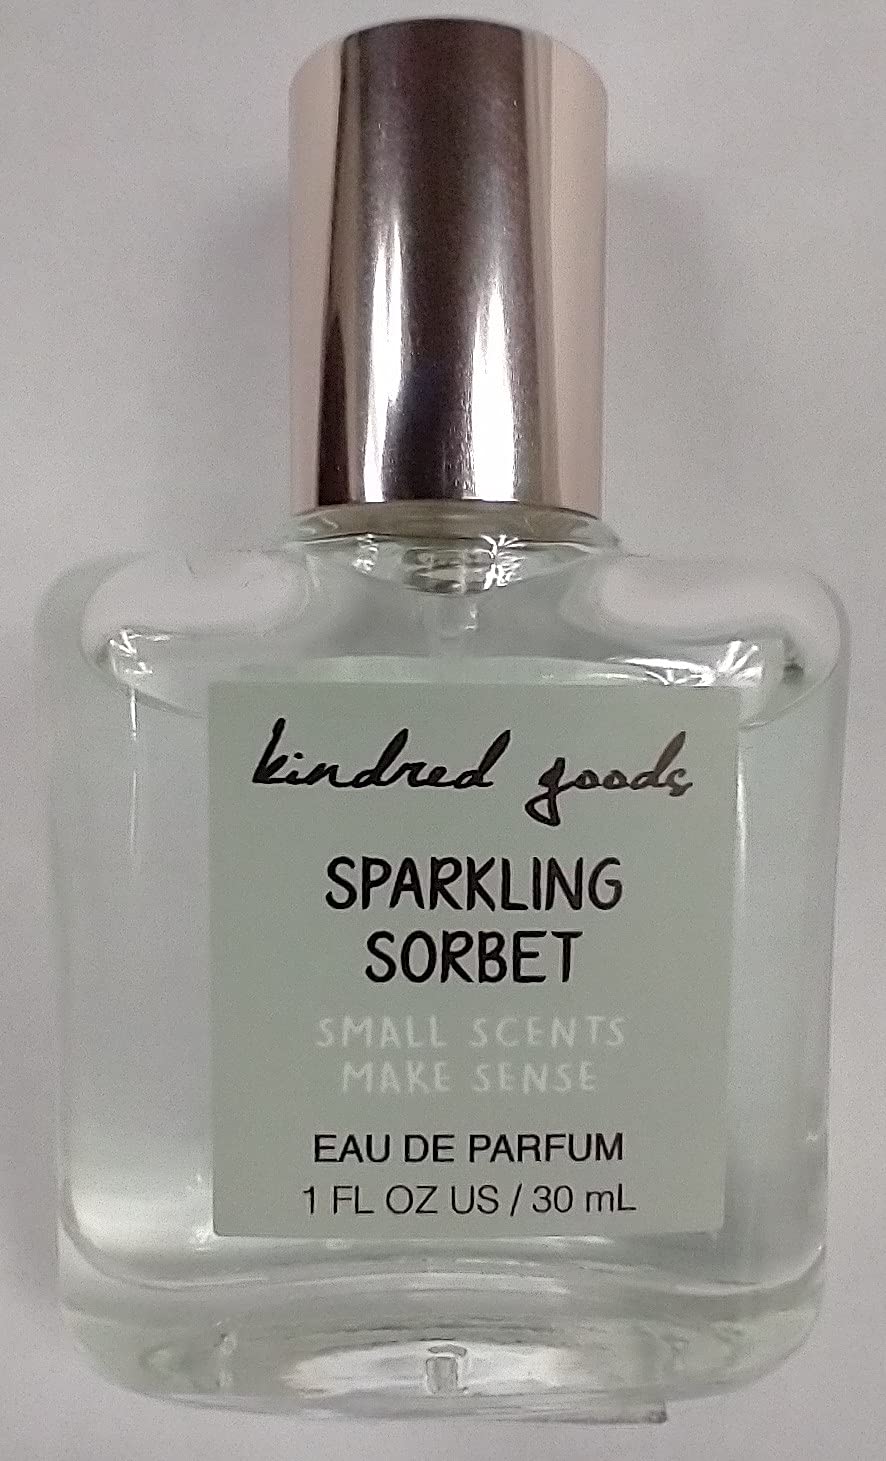 kindred goods
SPARKLING
SORBET
SMALL SCENTS
MAKE SENSE
EAU DE PARFUM
1 FL OZ US / 30 mL